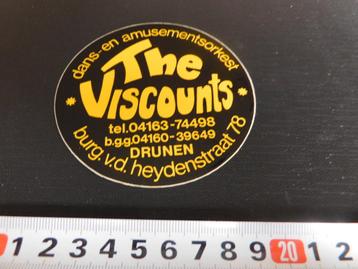 dans-en amusementsorkest
The
Viscounts
tel.04163-74498
b.g.g.04160-39649
DRUNEN
burg.v.d.heydenstraat 78
1 2 3 4 5 6 7 8 9 20 1 2